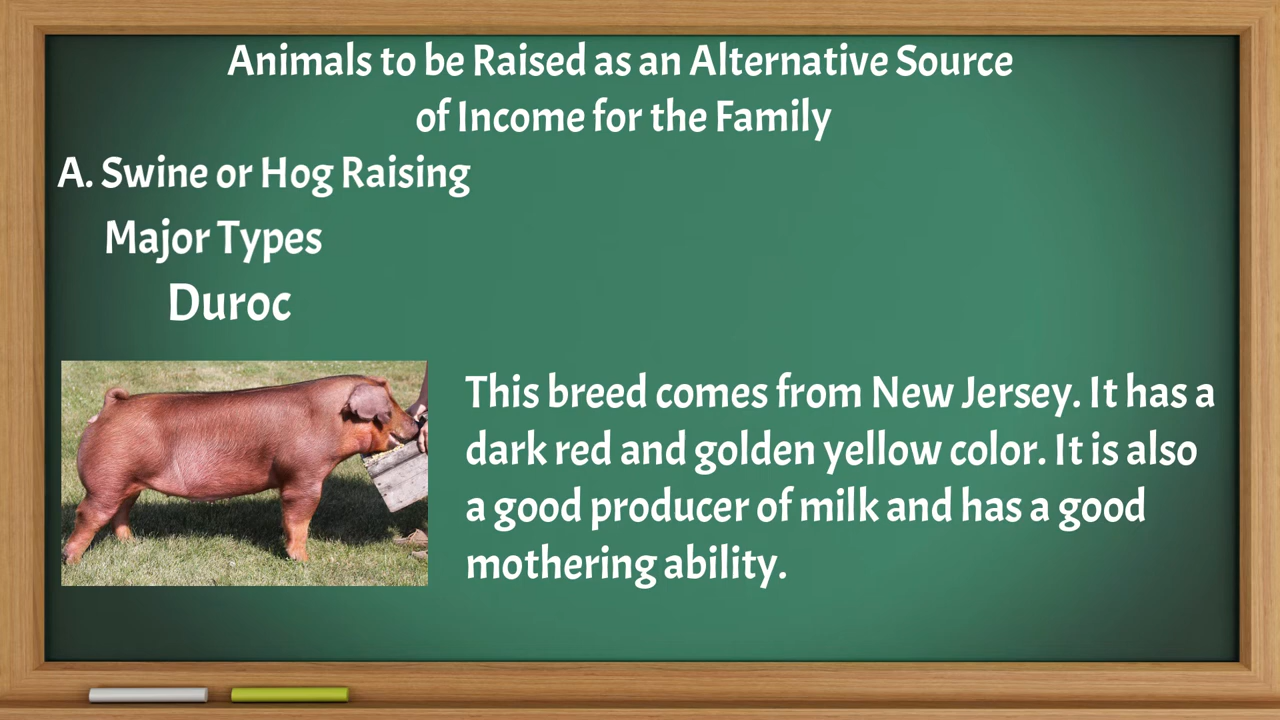 Animals to be Raised as an Alternative Source
of Income for the Family
A. Swine or Hog Raising
Major Types
Duroc
This breed comes from New Jersey. It has a
dark red and golden yellow color. It is also
a good producer of milk and has a good
mothering ability.